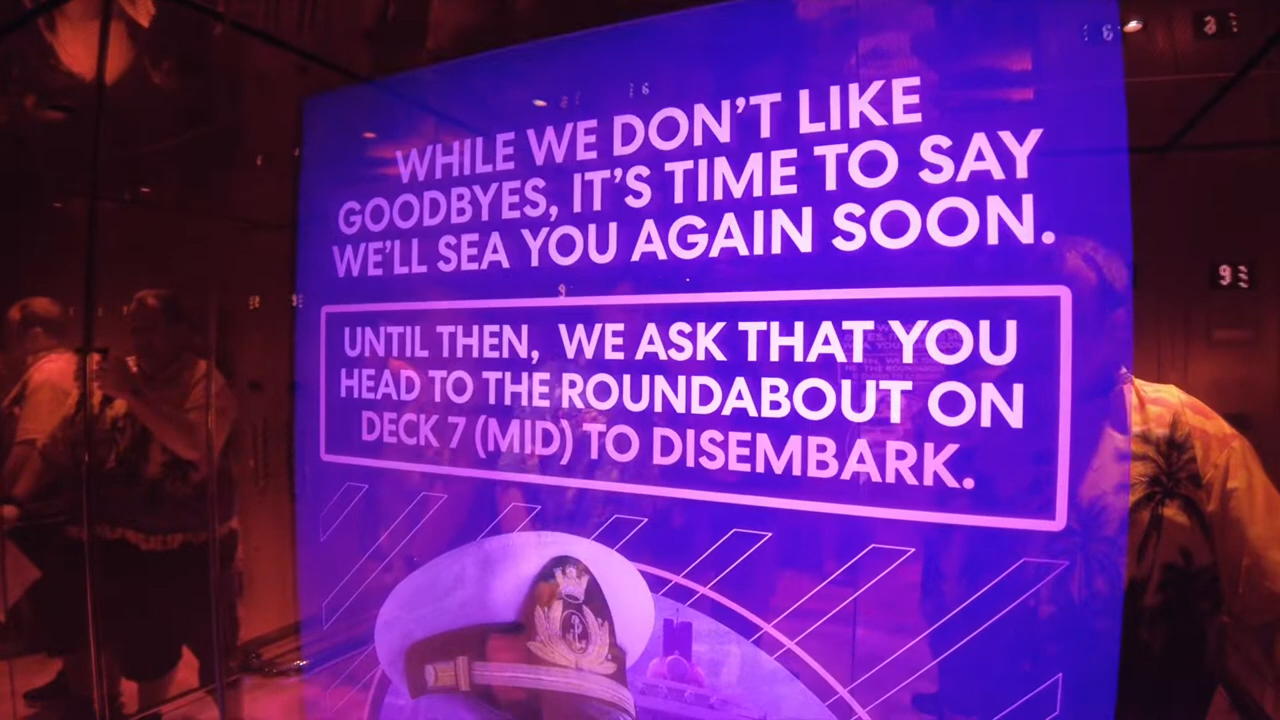 WHILE WE DON'T LIKE
GOODBYES, IT'S TIME TO SAY
WE'LL SEA YOU AGAIN SOON.
UNTIL THEN, WE ASK THAT YOU
HEAD TO THE ROUNDABOUT ON
DECK 7 (MID) TO DISEMBARK.